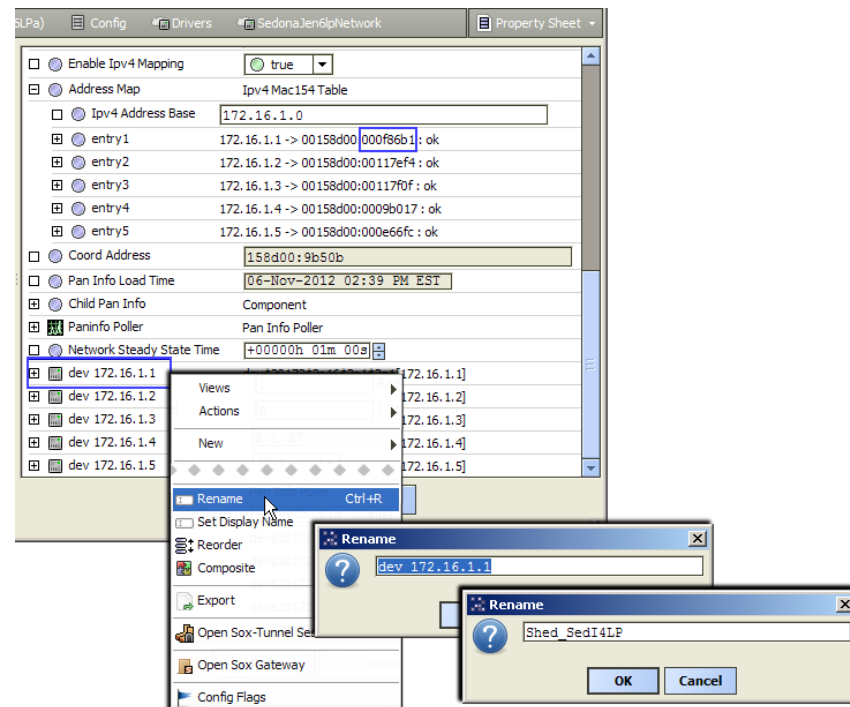 6LPa) Config Drivers SedonaJen6lpNetwork Property Sheet
Enable Ipv4 Mapping true
Address Map Ipv4 Mac154 Table
Ipv4 Address Base 172.16.1.0
entry1 172.16.1.1 -> 00158d00:000f86b1 : ok
entry2 172.16.1.2 -> 00158d00:00117ef4 : ok
entry3 172.16.1.3 -> 00158d00:00117f0f : ok
entry4 172.16.1.4 -> 00158d00:0009b017 : ok
entry5 172.16.1.5 -> 00158d00:000e66fc : ok
Coord Address 158d00:9b50b
Pan Info Load Time 06-Nov-2012 02:39 PM EST
Child Pan Info Component
Paninfo Poller Pan Info Poller
Network Steady State Time +00000h 01m 00s
dev 172.16.1.1 [172.16.1.1]
dev 172.16.1.2 172.16.1.2]
dev 172.16.1.3 172.16.1.3]
dev 172.16.1.4 172.16.1.4]
dev 172.16.1.5 172.16.1.5]
Views
Actions
New
Rename Ctrl+R
Set Display Name
Reorder
Composite
Export
Open Sox-Tunnel Se
Open Sox Gateway
Config Flags
Rename
dev 172.16.1.1
Rename
Shed_SedI4LP
OK Cancel